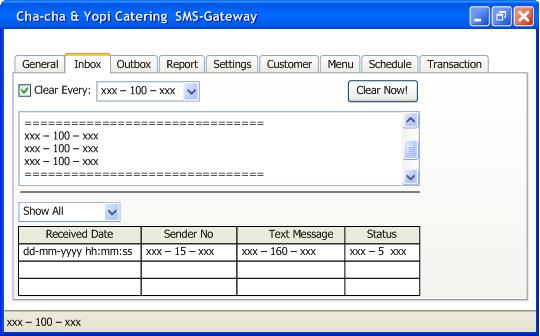 Cha-cha & Yopi Catering SMS-Gateway
General Inbox Outbox Report Settings Customer Menu Schedule Transaction
Clear Every: xxx – 100 – xxx Clear Now!
==============================
xxx – 100 – xxx
xxx – 100 – xxx
xxx – 100 – xxx
==============================
Show All
Received Date Sender No Text Message Status
dd-mm-yyyy hh:mm:ss xxx – 15 – xxx xxx – 160 – xxx xxx – 5 xxx
xxx – 100 – xxx